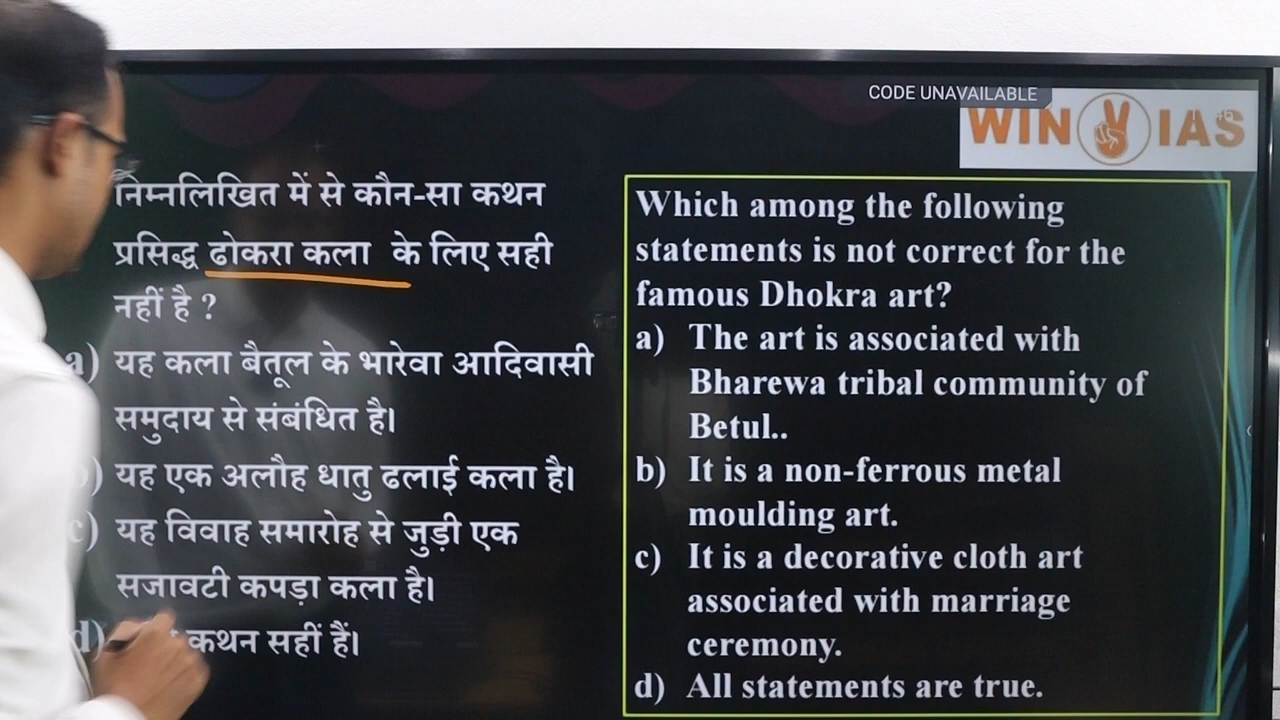 CODE UNAVAILABLE
WIN IAS
निम्नलिखित में से कौन-सा कथन
प्रसिद्ध ढोकरा कला के लिए सही
नहीं है ?
a) यह कला बैतूल के भारेवा आदिवासी
समुदाय से संबंधित है।
) यह एक अलौह धातु ढलाई कला है।
c) यह विवाह समारोह से जुड़ी एक
सजावटी कपड़ा कला है।
d) कथन सहीं हैं।
Which among the following
statements is not correct for the
famous Dhokra art?
a) The art is associated with
Bharewa tribal community of
Betul..
b) It is a non-ferrous metal
moulding art.
c) It is a decorative cloth art
associated with marriage
ceremony.
d) All statements are true.